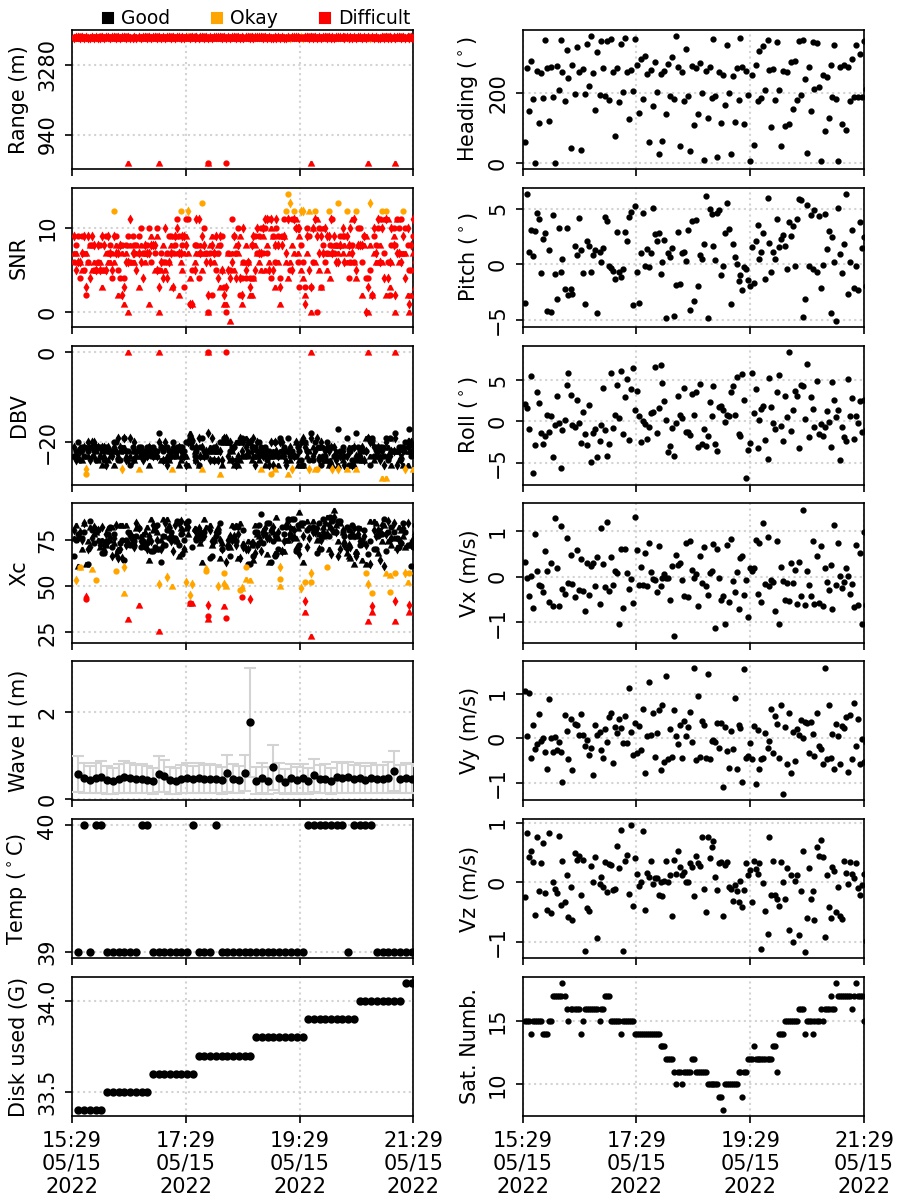 Good Okay Difficult
Range (m)
3280
940
Heading (°)
200
0
SNR
10
0
Pitch (°)
5
0
−5
DBV
0
−20
Roll (°)
5
0
−5
Xc
75
50
25
Vx (m/s)
1
0
−1
Wave H (m)
2
0
Vy (m/s)
1
0
−1
Temp (°C)
40
39
Vz (m/s)
1
0
−1
Disk used (G)
34.0
33.5
Sat. Numb.
15
10
15:29 17:29 19:29 21:29
05/15 05/15 05/15 05/15
2022 2022 2022 2022
15:29 17:29 19:29 21:29
05/15 05/15 05/15 05/15
2022 2022 2022 2022